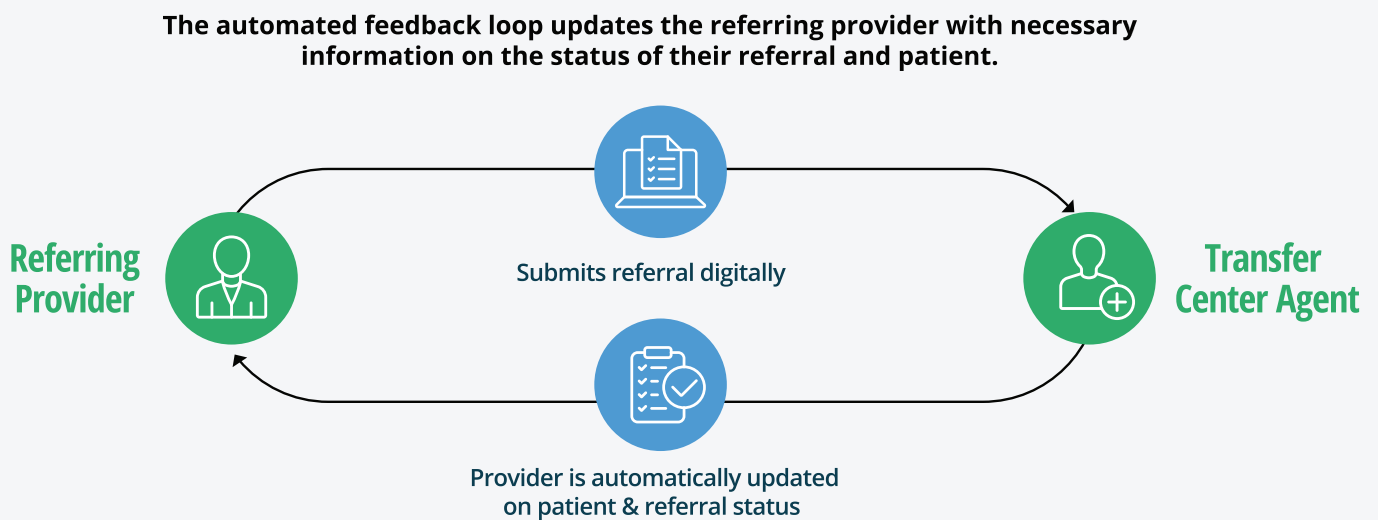 The automated feedback loop updates the referring provider with necessary
information on the status of their referral and patient.
Referring
Provider
Submits referral digitally
Transfer
Center Agent
Provider is automatically updated
on patient & referral status